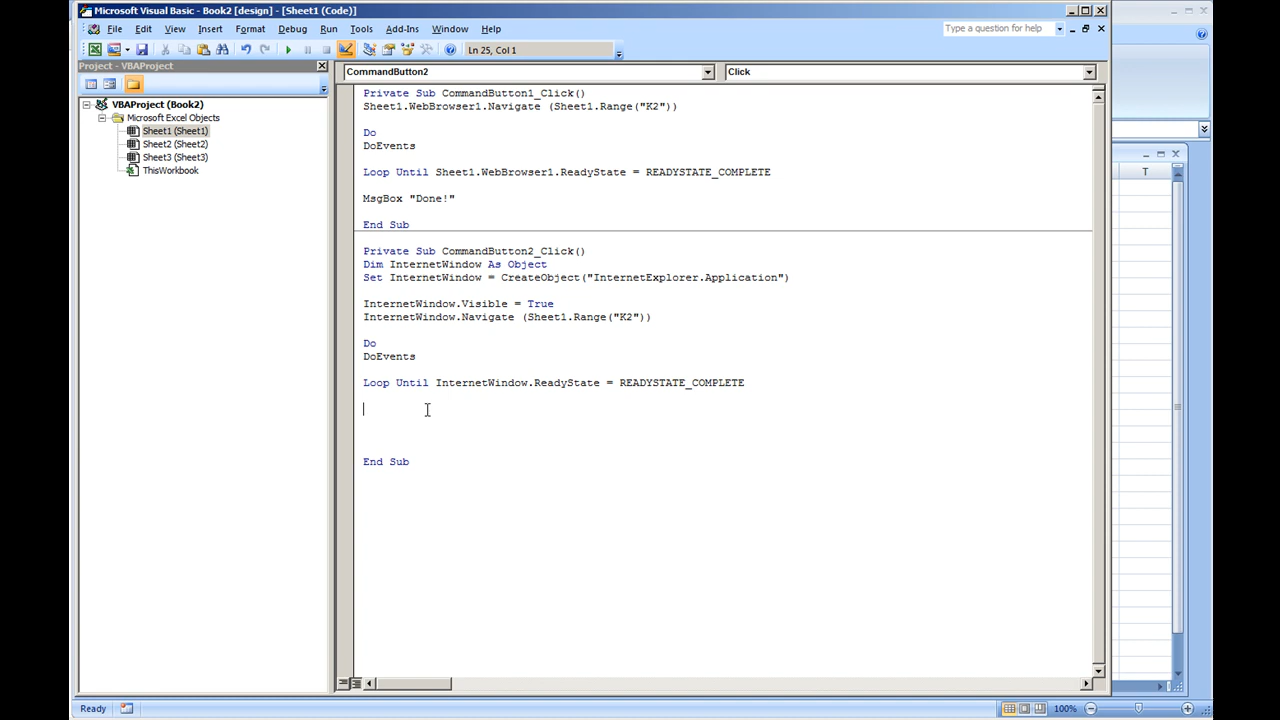 Microsoft Visual Basic - Book2 [design] - [Sheet1 (Code)]
File Edit View Insert Format Debug Run Tools Add-Ins Window Help
Type a question for help
Ln 25, Col 1
Project - VBAProject
VBAProject (Book2)
Microsoft Excel Objects
Sheet1 (Sheet1)
Sheet2 (Sheet2)
Sheet3 (Sheet3)
ThisWorkbook
CommandButton2
Click
Private Sub CommandButton1_Click()
Sheet1.WebBrowser1.Navigate (Sheet1.Range("K2"))
Do
DoEvents
Loop Until Sheet1.WebBrowser1.ReadyState = READYSTATE_COMPLETE
MsgBox "Done!"
End Sub
Private Sub CommandButton2_Click()
Dim InternetWindow As Object
Set InternetWindow = CreateObject("InternetExplorer.Application")
InternetWindow.Visible = True
InternetWindow.Navigate (Sheet1.Range("K2"))
Do
DoEvents
Loop Until InternetWindow.ReadyState = READYSTATE_COMPLETE
End Sub
T
Ready
100%